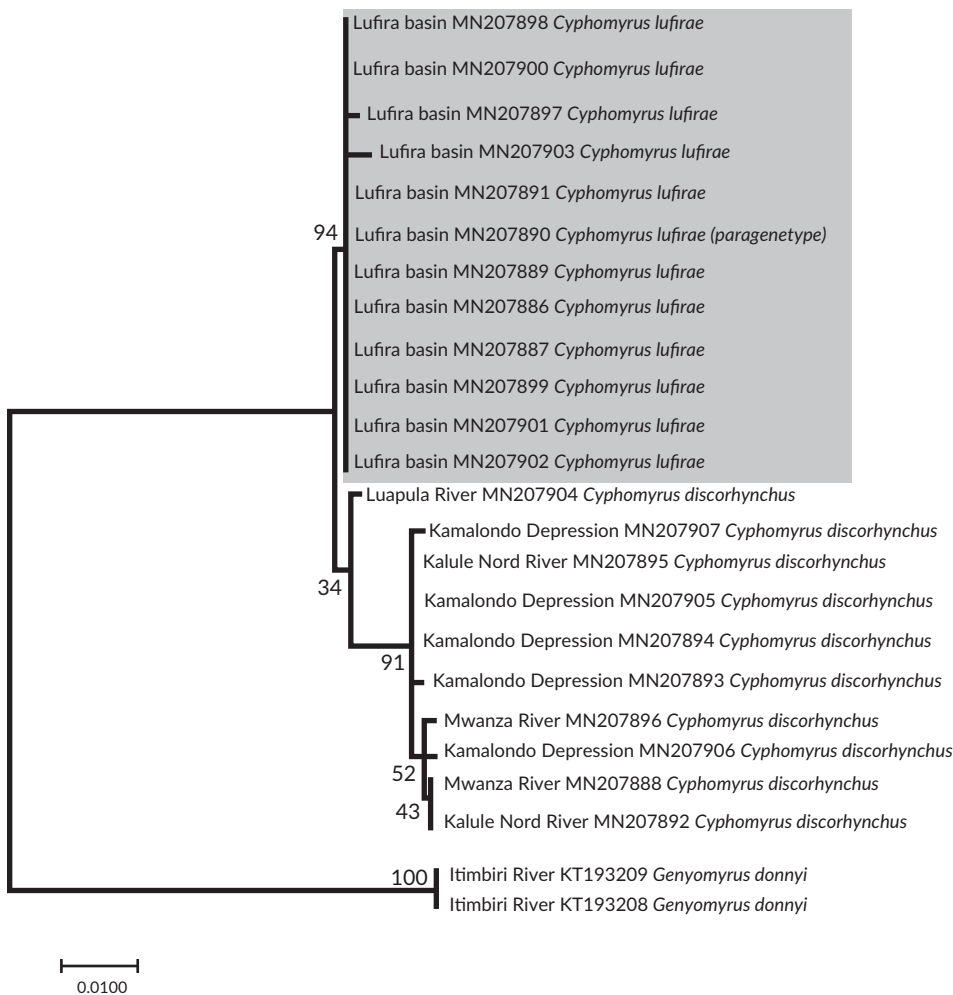 Lufira basin MN207898 Cyphomyrus lufirae
Lufira basin MN207900 Cyphomyrus lufirae
Lufira basin MN207897 Cyphomyrus lufirae
Lufira basin MN207903 Cyphomyrus lufirae
Lufira basin MN207891 Cyphomyrus lufirae
94
Lufira basin MN207890 Cyphomyrus lufirae (paragenetype)
Lufira basin MN207889 Cyphomyrus lufirae
Lufira basin MN207886 Cyphomyrus lufirae
Lufira basin MN207887 Cyphomyrus lufirae
Lufira basin MN207899 Cyphomyrus lufirae
Lufira basin MN207901 Cyphomyrus lufirae
Lufira basin MN207902 Cyphomyrus lufirae
Luapula River MN207904 Cyphomyrus discorhynchus
Kamalondo Depression MN207907 Cyphomyrus discorhynchus
Kalule Nord River MN207895 Cyphomyrus discorhynchus
34
Kamalondo Depression MN207905 Cyphomyrus discorhynchus
Kamalondo Depression MN207894 Cyphomyrus discorhynchus
91
Kamalondo Depression MN207893 Cyphomyrus discorhynchus
Mwanza River MN207896 Cyphomyrus discorhynchus
Kamalondo Depression MN207906 Cyphomyrus discorhynchus
52
Mwanza River MN207888 Cyphomyrus discorhynchus
43
Kalule Nord River MN207892 Cyphomyrus discorhynchus
100
Itimbiri River KT193209 Genyomyrus donnyi
Itimbiri River KT193208 Genyomyrus donnyi
0.0100